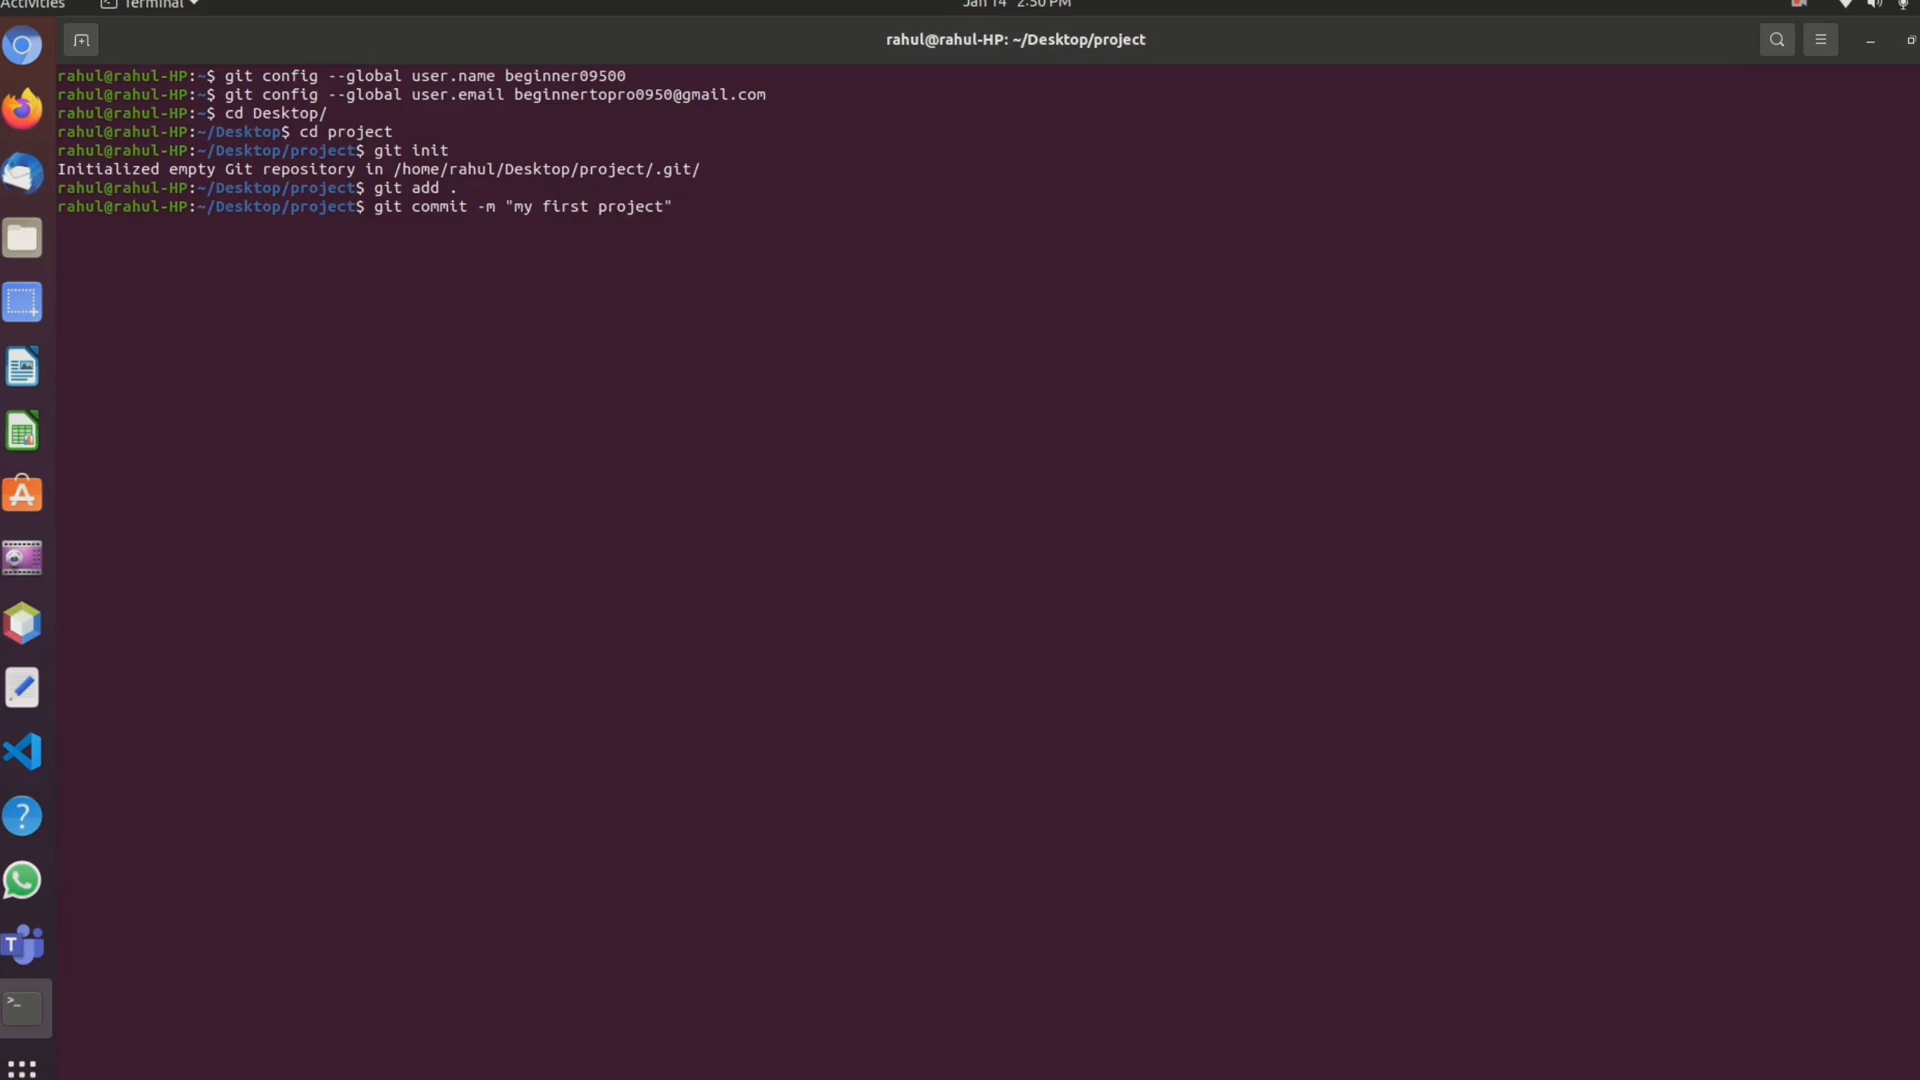 Activities Terminal Jan 14 2:30 PM
rahul@rahul-HP: ~/Desktop/project
rahul@rahul-HP:~$ git config --global user.name beginner09500
rahul@rahul-HP:~$ git config --global user.email beginnertopro0950@gmail.com
rahul@rahul-HP:~$ cd Desktop/
rahul@rahul-HP:~/Desktop$ cd project
rahul@rahul-HP:~/Desktop/project$ git init
Initialized empty Git repository in /home/rahul/Desktop/project/.git/
rahul@rahul-HP:~/Desktop/project$ git add .
rahul@rahul-HP:~/Desktop/project$ git commit -m "my first project"